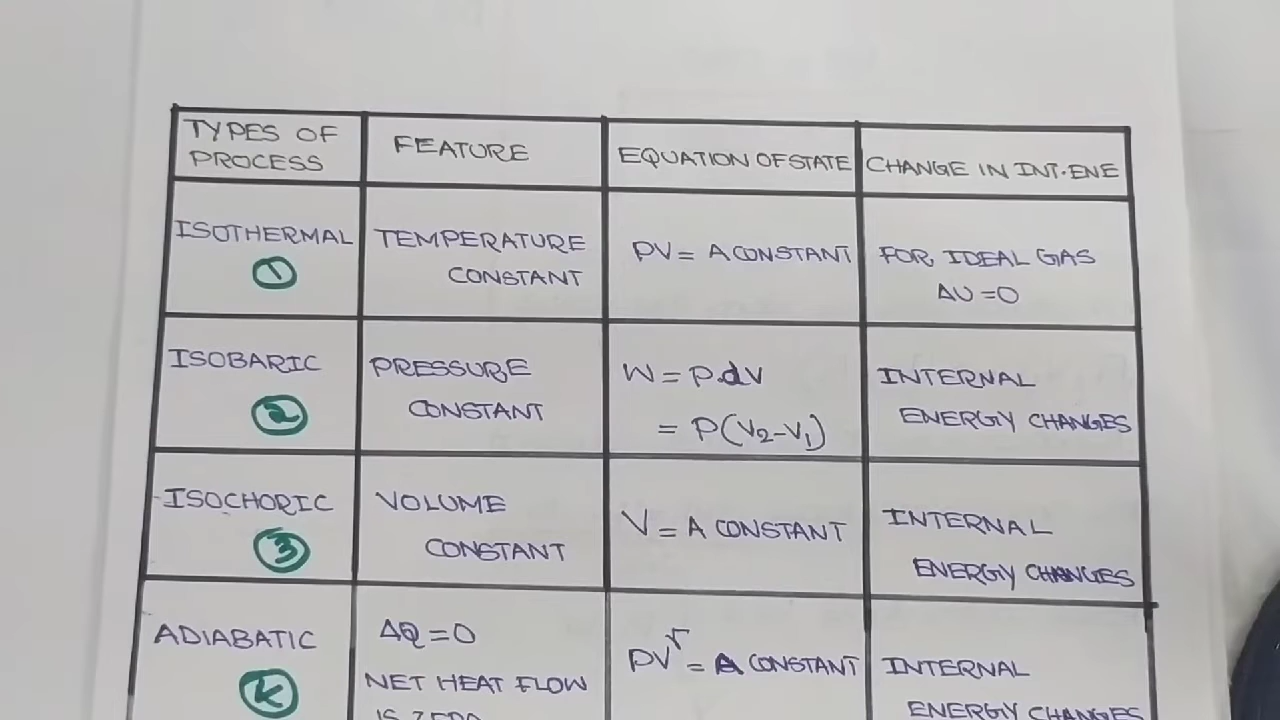 TYPES OF
PROCESS
FEATURE
EQUATION OF STATE
CHANGE IN INT.ENE
ISOTHERMAL
①
TEMPERATURE
CONSTANT
PV = A CONSTANT
FOR IDEAL GAS
ΔU = 0
ISOBARIC
②
PRESSURE
CONSTANT
W = P.dV
= P(V₂-V₁)
INTERNAL
ENERGY CHANGES
ISOCHORIC
③
VOLUME
CONSTANT
V = A CONSTANT
INTERNAL
ENERGY CHANGES
ADIABATIC
ΔQ = 0
NET HEAT FLOW
IS ZERO
PV^r = A CONSTANT
INTERNAL
ENERGY CHANGES